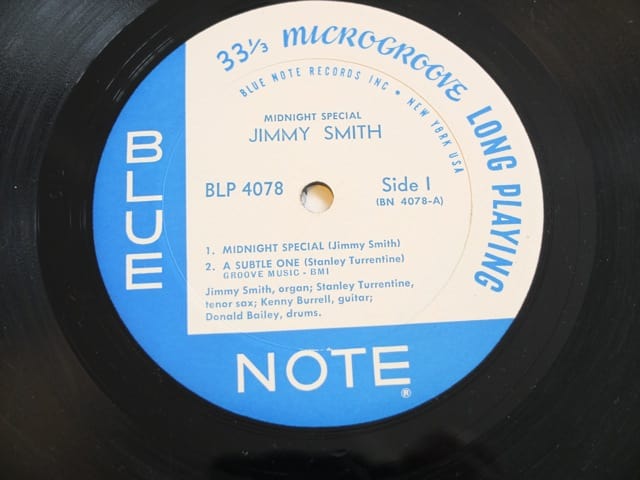 33 1/3 MICROGROOVE LONG PLAYING
BLUE NOTE RECORDS INC • NEW YORK USA
MIDNIGHT SPECIAL
JIMMY SMITH
BLP 4078
Side 1
(BN 4078-A)
1. MIDNIGHT SPECIAL (Jimmy Smith)
2. A SUBTLE ONE (Stanley Turrentine)
GROOVE MUSIC - BMI
Jimmy Smith, organ; Stanley Turrentine,
tenor sax; Kenny Burrell, guitar;
Donald Bailey, drums.
BLUE
NOTE®